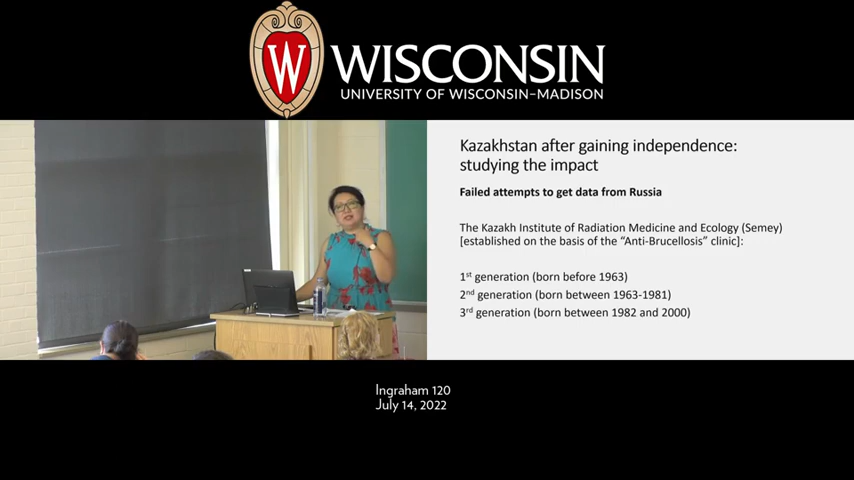 W
WISCONSIN
UNIVERSITY OF WISCONSIN–MADISON
Kazakhstan after gaining independence:
studying the impact
Failed attempts to get data from Russia
The Kazakh Institute of Radiation Medicine and Ecology (Semey)
[established on the basis of the “Anti-Brucellosis” clinic]:
1st generation (born before 1963)
2nd generation (born between 1963-1981)
3rd generation (born between 1982 and 2000)
Ingraham 120
July 14, 2022